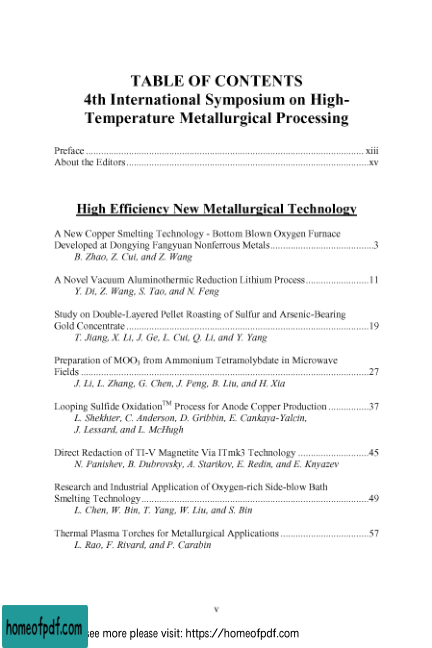 TABLE OF CONTENTS
4th International Symposium on High-
Temperature Metallurgical Processing
Preface ........ xiii
About the Editors ........ xv
High Efficiency New Metallurgical Technology
A New Copper Smelting Technology - Bottom Blown Oxygen Furnace
Developed at Dongying Fangyuan Nonferrous Metals ........ 3
B. Zhao, Z. Cui, and Z. Wang
A Novel Vacuum Aluminothermic Reduction Lithium Process ........ 11
Y. Di, Z. Wang, S. Tao, and N. Feng
Study on Double-Layered Pellet Roasting of Sulfur and Arsenic-Bearing
Gold Concentrate ........ 19
T. Jiang, X. Li, J. Ge, L. Cui, Q. Li, and Y. Yang
Preparation of MOO₃ from Ammonium Tetramolybdate in Microwave
Fields ........ 27
J. Li, L. Zhang, G. Chen, J. Peng, B. Liu, and H. Xia
Looping Sulfide Oxidation™ Process for Anode Copper Production ........ 37
L. Shekhter, C. Anderson, D. Gribbin, E. Cankaya-Yalcin,
J. Lessard, and L. McHugh
Direct Redaction of TI-V Magnetite Via ITmk3 Technology ........ 45
N. Panishev, B. Dubrovsky, A. Starikov, E. Redin, and E. Knyazev
Research and Industrial Application of Oxygen-rich Side-blow Bath
Smelting Technology ........ 49
L. Chen, W. Bin, T. Yang, W. Liu, and S. Bin
Thermal Plasma Torches for Metallurgical Applications ........ 57
L. Rao, F. Rivard, and P. Carabin
v
homeofpdf.com
see more please visit: https://homeofpdf.com